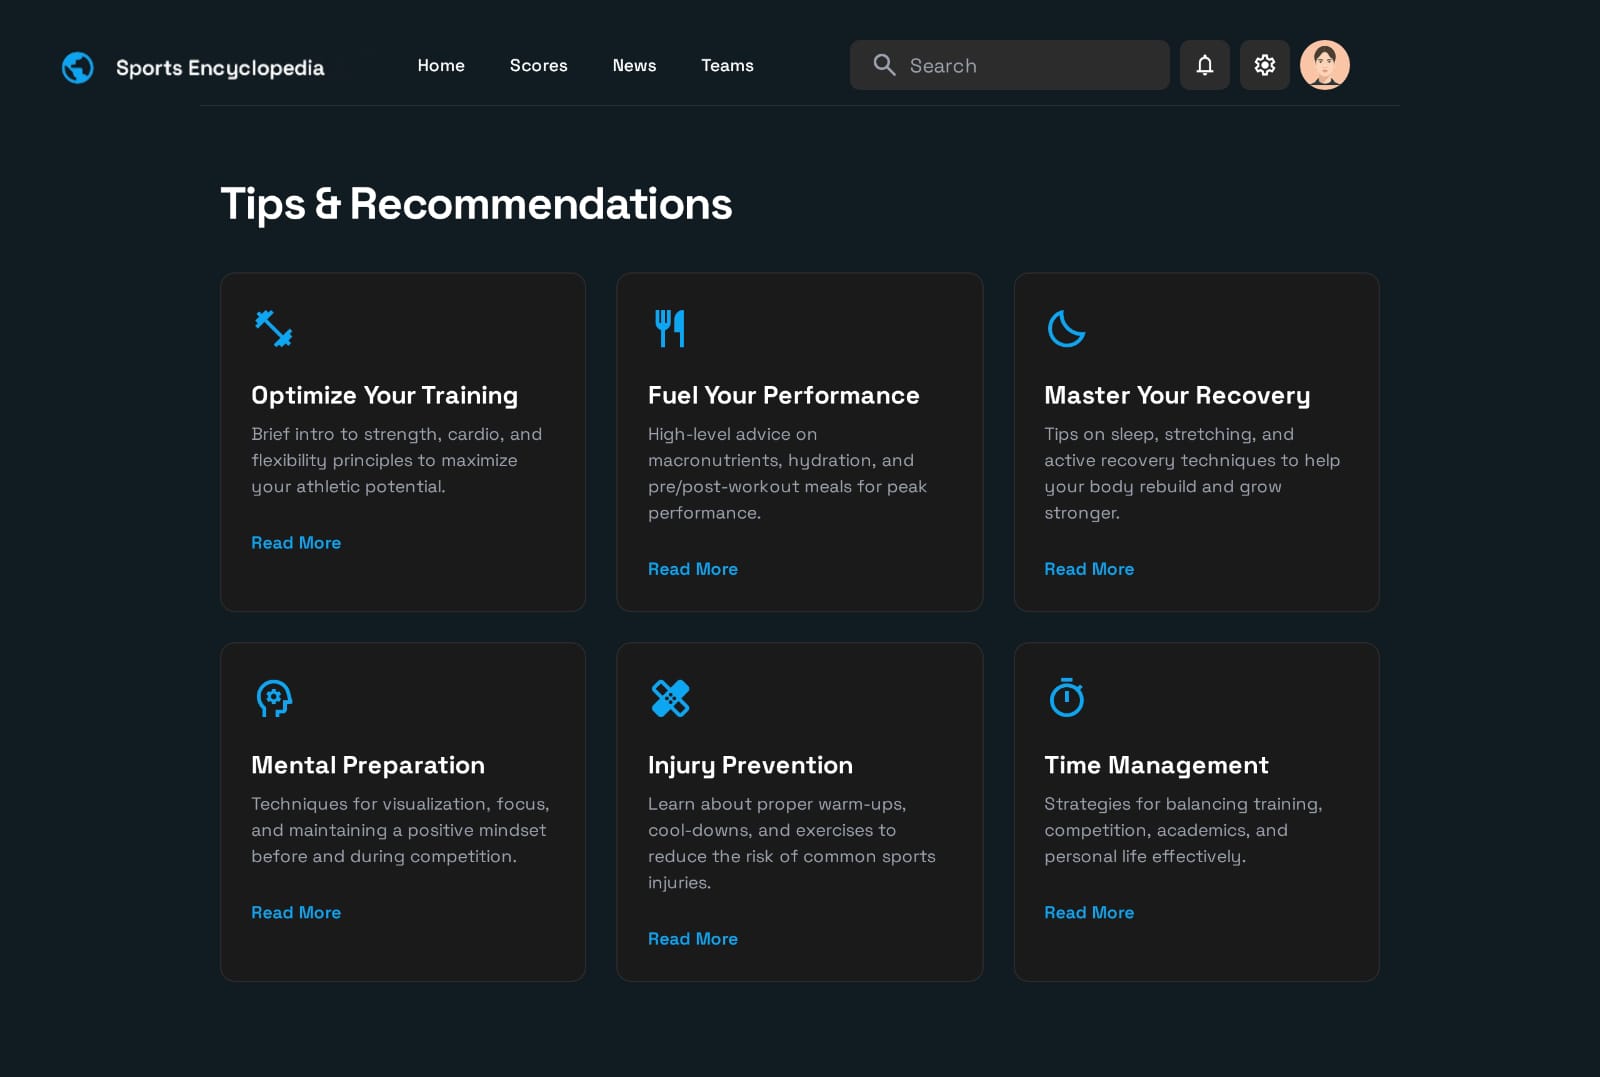 Sports Encyclopedia
Home
Scores
News
Teams
Search
Tips & Recommendations
Optimize Your Training
Brief intro to strength, cardio, and
flexibility principles to maximize
your athletic potential.
Read More
Fuel Your Performance
High-level advice on
macronutrients, hydration, and
pre/post-workout meals for peak
performance.
Read More
Master Your Recovery
Tips on sleep, stretching, and
active recovery techniques to help
your body rebuild and grow
stronger.
Read More
Mental Preparation
Techniques for visualization, focus,
and maintaining a positive mindset
before and during competition.
Read More
Injury Prevention
Learn about proper warm-ups,
cool-downs, and exercises to
reduce the risk of common sports
injuries.
Read More
Time Management
Strategies for balancing training,
competition, academics, and
personal life effectively.
Read More